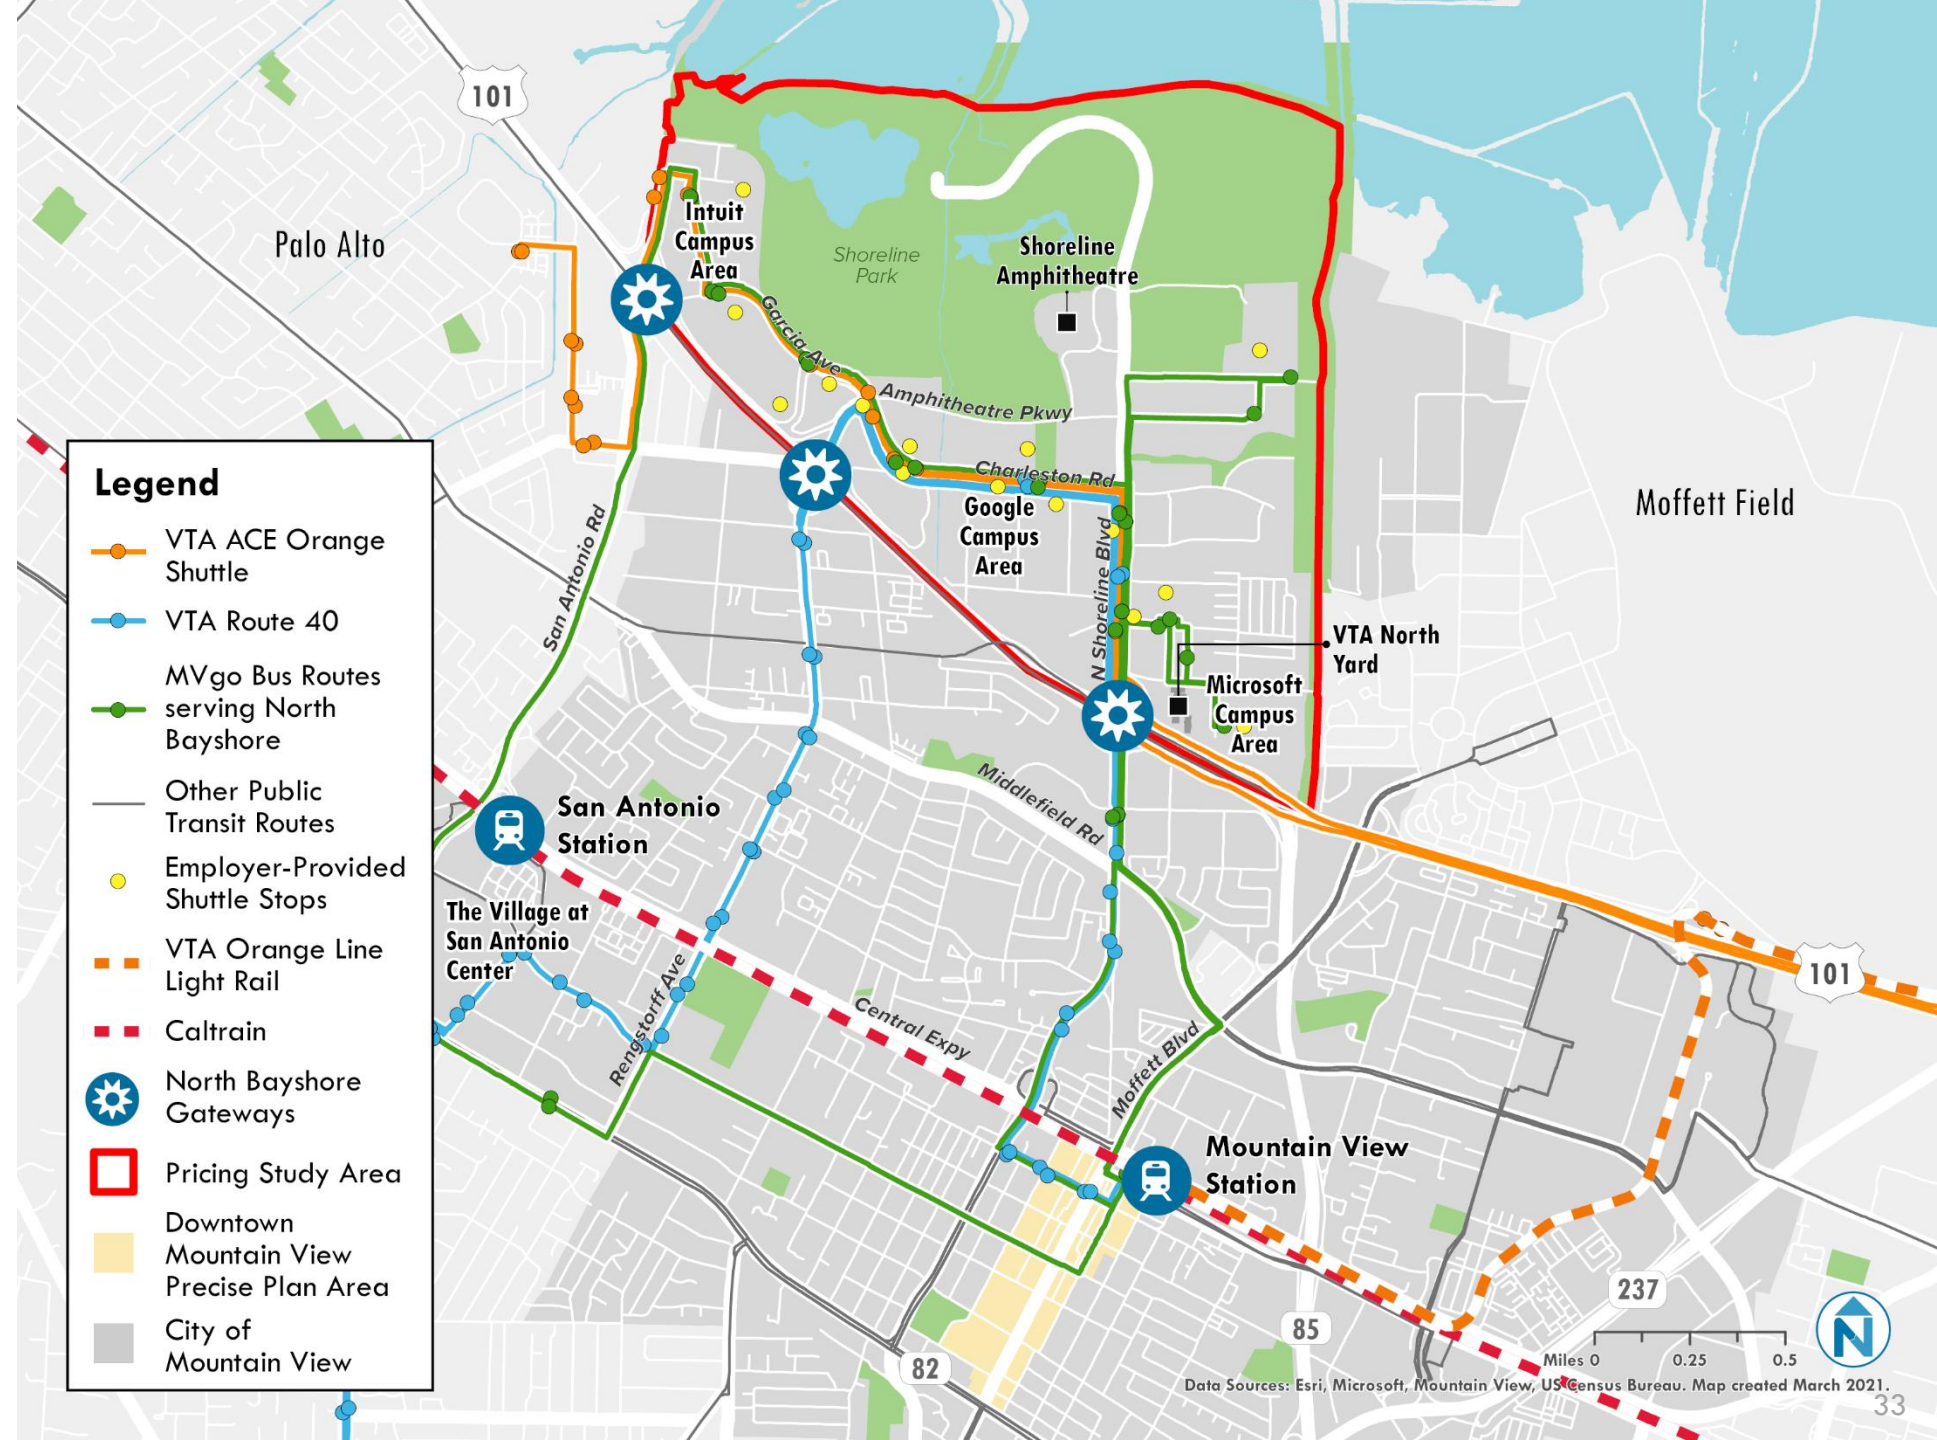 101
Palo Alto
Intuit
Campus
Area
Shoreline
Park
Shoreline
Amphitheatre
Garcia Ave
Amphitheatre Pkwy
Charleston Rd
Google
Campus
Area
N Shoreline Blvd
Moffett Field
San Antonio Rd
VTA North
Yard
Microsoft
Campus
Area
Middlefield Rd
San Antonio
Station
The Village at
San Antonio
Center
Rengstorff Ave
Central Expy
Moffett Blvd
101
Mountain View
Station
237
85
82
Legend
VTA ACE Orange
Shuttle
VTA Route 40
MVgo Bus Routes
serving North
Bayshore
Other Public
Transit Routes
Employer-Provided
Shuttle Stops
VTA Orange Line
Light Rail
Caltrain
North Bayshore
Gateways
Pricing Study Area
Downtown
Mountain View
Precise Plan Area
City of
Mountain View
N
Miles 0 0.25 0.5
Data Sources: Esri, Microsoft, Mountain View, US Census Bureau. Map created March 2021.
33